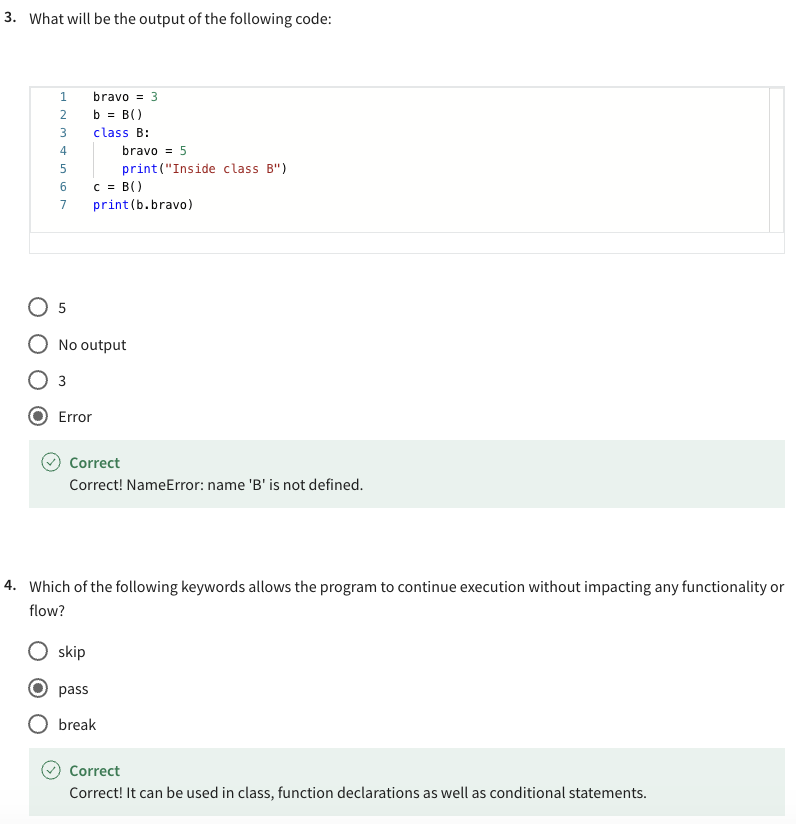 3. What will be the output of the following code:
1 bravo = 3
2 b = B()
3 class B:
4     bravo = 5
5     print("Inside class B")
6 c = B()
7 print(b.bravo)
5
No output
3
Error
Correct
Correct! NameError: name 'B' is not defined.
4. Which of the following keywords allows the program to continue execution without impacting any functionality or
flow?
skip
pass
break
Correct
Correct! It can be used in class, function declarations as well as conditional statements.